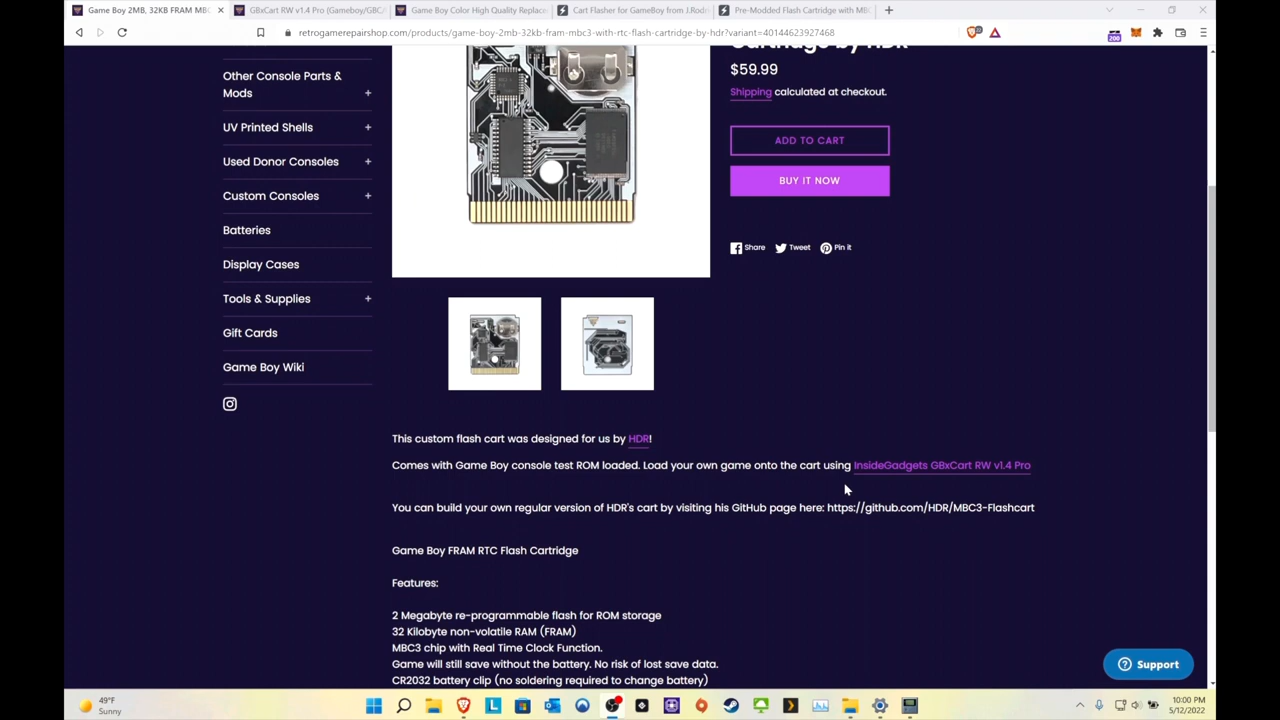 Game Boy 2MB, 32KB FRAM MBC
GBxCart RW v1.4 Pro (Gameboy/GBC/
Game Boy Color High Quality Replace
Cart Flasher for GameBoy from J.Rodr
Pre-Modded Flash Cartridge with MBC
retrogamerepairshop.com/products/game-boy-2mb-32kb-fram-mbc3-with-rtc-flash-cartridge-by-hdr?variant=40144623370468
200
Cartridge by HDR
$59.99
Shipping calculated at checkout.
ADD TO CART
BUY IT NOW
Share
Tweet
Pin it
Other Console Parts &
Mods
UV Printed Shells
Used Donor Consoles
Custom Consoles
Batteries
Display Cases
Tools & Supplies
Gift Cards
Game Boy Wiki
This custom flash cart was designed for us by HDR!
Comes with Game Boy console test ROM loaded. Load your own game onto the cart using InsideGadgets GBxCart RW v1.4 Pro
You can build your own regular version of HDR's cart by visiting his GitHub page here: https://github.com/HDR/MBC3-Flashcart
Game Boy FRAM RTC Flash Cartridge
Features:
2 Megabyte re-programmable flash for ROM storage
32 Kilobyte non-volatile RAM (FRAM)
MBC3 chip with Real Time Clock Function.
Game will still save without the battery. No risk of lost save data.
CR2032 battery clip (no soldering required to change battery)
Support
49°F
Sunny
10:00 PM
5/12/2022